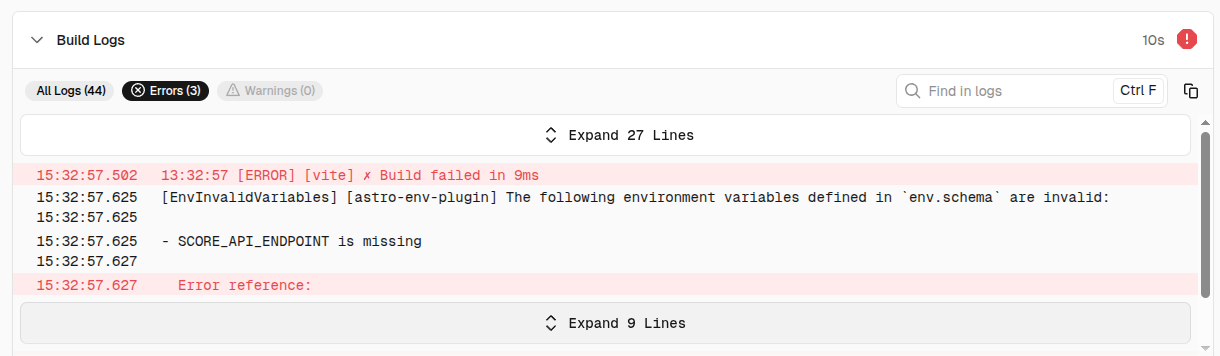 Build Logs
10s
All Logs (44)
Errors (3)
Warnings (0)
Find in logs
Ctrl F
Expand 27 Lines
15:32:57.502 13:32:57 [ERROR] [vite] ✗ Build failed in 9ms
15:32:57.625 [EnvInvalidVariables] [astro-env-plugin] The following environment variables defined in `env.schema` are invalid:
15:32:57.625
15:32:57.625 - SCORE_API_ENDPOINT is missing
15:32:57.627
15:32:57.627 Error reference:
Expand 9 Lines